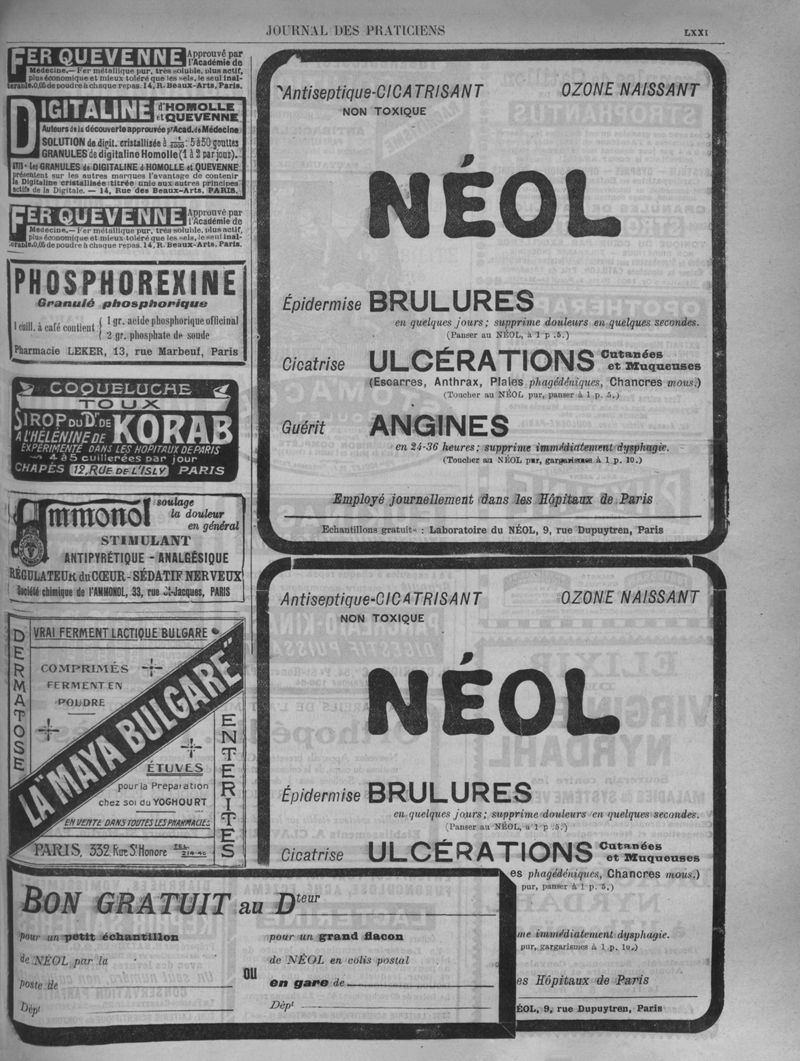 JOURNAL DES PRATICIENS
LXXI
FER QUEVENNE Approuvé par
l'Académie de
Médecine.— Fer métallique pur, très soluble, plus actif,
plus économique et mieux toléré que les sels, le seul inal-
térable. 0,05 de poudre à chaque repas. 14, R. Beaux-Arts, Paris.
DIGITALINE d'HOMOLLE
et QUEVENNE
Auteurs de la découverte approuvée pr Acad. de Médecine
SOLUTION de digit. cristallisée à 1/1000 : 5 à 50 gouttes
GRANULES de digitaline Homolle (1 à 2 par jour).
les GRANULES de DIGITALINE d'HOMOLLE et QUEVENNE
présentent sur les autres marques l'avantage de contenir
la Digitaline cristallisée titrée unie aux autres principes
actifs de la Digitale. — 14, Rue des Beaux-Arts, PARIS.
FER QUEVENNE Approuvé par
l'Académie de
Médecine.— Fer métallique pur, très soluble, plus actif,
plus économique et mieux toléré que les sels, le seul inal-
érable. 0,05 de poudre à chaque repas. 14, R. Beaux-Arts, Paris.
PHOSPHOREXINE
Granulé phosphorique
1 cuill. à café contient { 1 gr. acide phosphorique officinal
2 gr. phosphate de soude
Pharmacie LEKER, 13, rue Marbeuf, Paris
COQUELUCHE
TOUX
SIROP DU Dr DE
A L'HÉLÉNINE DE KORAB
EXPÉRIMENTÉ DANS LES HOPITAUX DE PARIS
4 à 5 cuillerées par jour
CHAPÈS 12, RUE DE L'ISLY PARIS
Ammonol soulage
la douleur
en général
STIMULANT
ANTIPYRÉTIQUE - ANALGÉSIQUE
RÉGULATEUR du CŒUR - SÉDATIF NERVEUX
Société chimique de l'AMMONOL, 33, rue St-Jacques, PARIS
VRAI FERMENT LACTIQUE BULGARE
DERMATOSE
COMPRIMÉS
FERMENT EN
POUDRE
LA "MAYA BULGARE"
ENTERITES
ÉTUVES
pour la Preparation
chez soi du YOGHOURT
EN VENTE DANS TOUTES LES PHARMACIES
PARIS, 332, Rue St Honore
Antiseptique-CICATRISANT OZONE NAISSANT
NON TOXIQUE
NÉOL
Épidermise BRULURES
en quelques jours; supprime douleurs en quelques secondes.
(Panser au NÉOL, à 1 p .5.)
Cicatrise ULCÉRATIONS Cutanées
et Muqueuses
(Escarres, Anthrax, Plaies phagédéniques, Chancres mous.)
(Toucher au NÉOL pur, panser à 1 p. 5.)
Guérit ANGINES
en 24-36 heures; supprime immédiatement dysphagie.
(Toucher au NÉOL pur, gargarismes à 1 p. 10.)
Employé journellement dans les Hôpitaux de Paris
Echantillons gratuits : Laboratoire du NÉOL, 9, rue Dupuytren, Paris
Antiseptique-CICATRISANT OZONE NAISSANT
NON TOXIQUE
NÉOL
Épidermise BRULURES
en quelques jours; supprime douleurs en quelques secondes.
(Panser au NÉOL, à 1 p .5.)
Cicatrise ULCÉRATIONS Cutanées
et Muqueuses
es phagédéniques, Chancres mous.)
pur, panser à 1 p. 5.)
me immédiatement dysphagie.
pur, gargarismes à 1 p. 10.)
es Hôpitaux de Paris
ÉOL, 9, rue Dupuytren, Paris
BON GRATUIT au Dteur
pour un petit échantillon
de NÉOL par la
poste de
Dépt
OU
pour un grand flacon
de NÉOL en colis postal
en gare de
Dépt